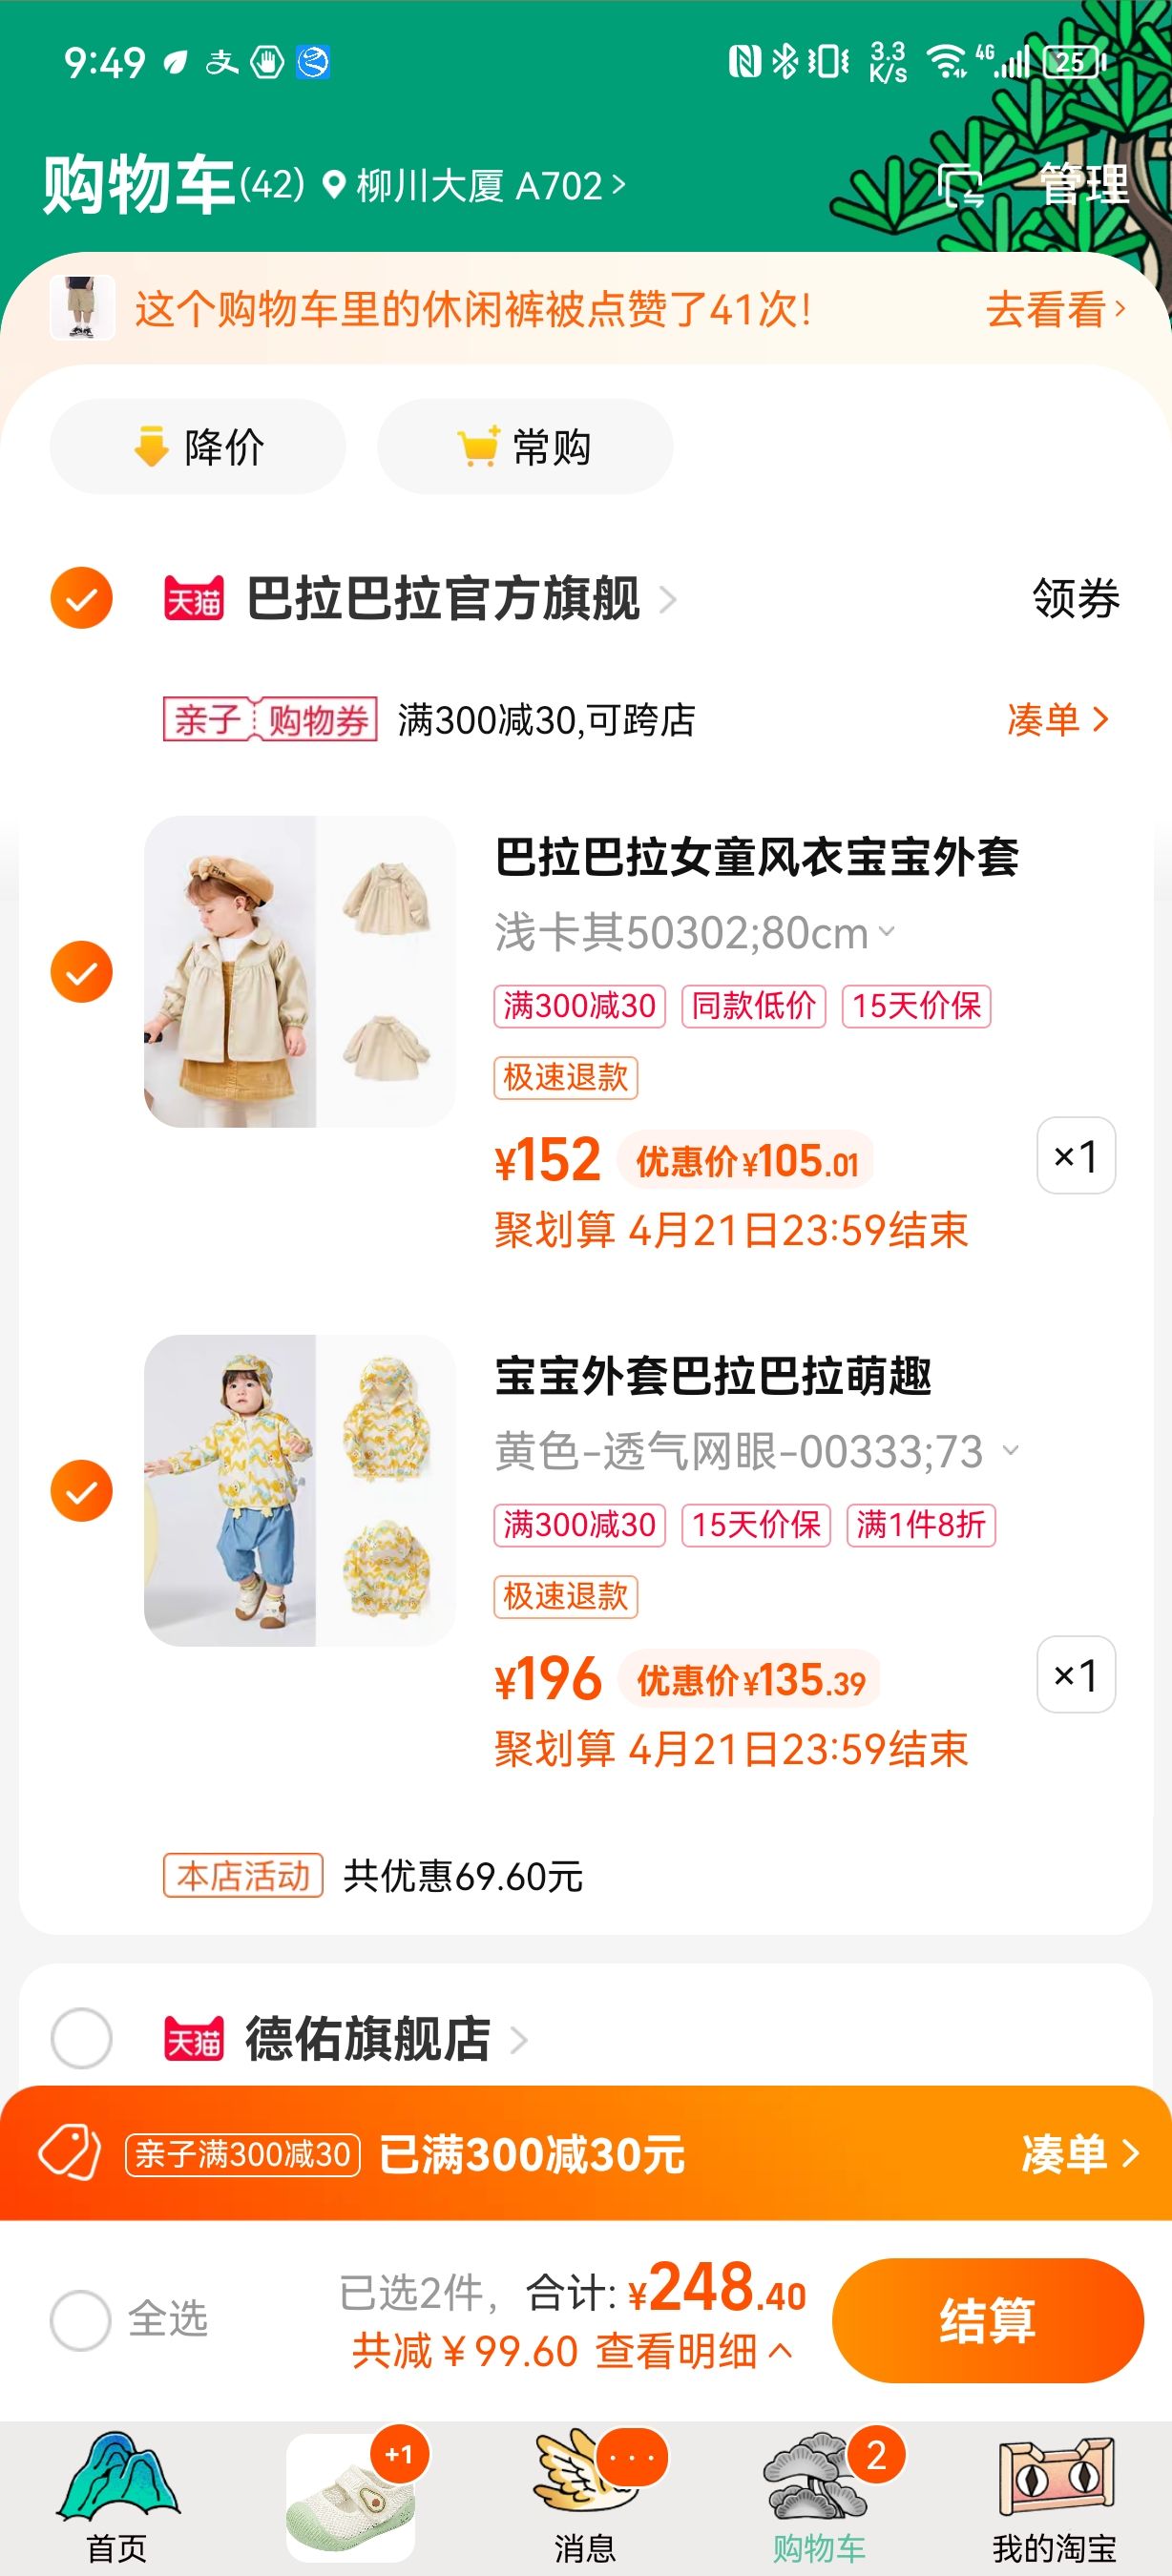 9:49 3.3 K/s 4G 25
购物车(42) 柳川大厦 A702 管理
这个购物车里的休闲裤被点赞了41次! 去看看
降价 常购
天猫 巴拉巴拉官方旗舰 领券
亲子 购物券 满300减30,可跨店 凑单
巴拉巴拉女童风衣宝宝外套
浅卡其50302;80cm
满300减30 同款低价 15天价保
极速退款
¥152 优惠价¥105.01 ×1
聚划算 4月21日23:59结束
宝宝外套巴拉巴拉萌趣
黄色-透气网眼-00333;73
满300减30 15天价保 满1件8折
极速退款
¥196 优惠价¥135.39 ×1
聚划算 4月21日23:59结束
本店活动 共优惠69.60元
天猫 德佑旗舰店
亲子满300减30 已满300减30元 凑单
全选 已选2件, 合计: ¥248.40 结算
共减￥99.60 查看明细
+1 ··· 2
首页 消息 购物车 我的淘宝